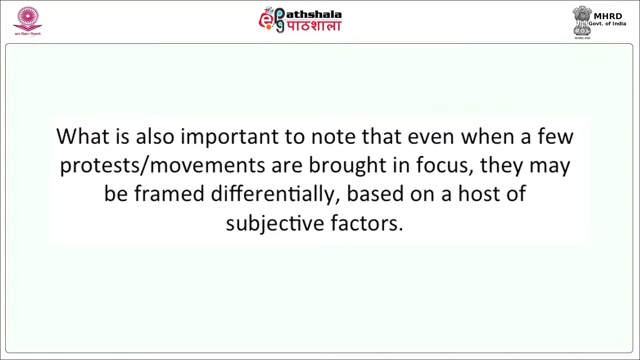 ePathshala
पाठशाला
MHRD
Govt. of India
What is also important to note that even when a few
protests/movements are brought in focus, they may
be framed differentially, based on a host of
subjective factors.